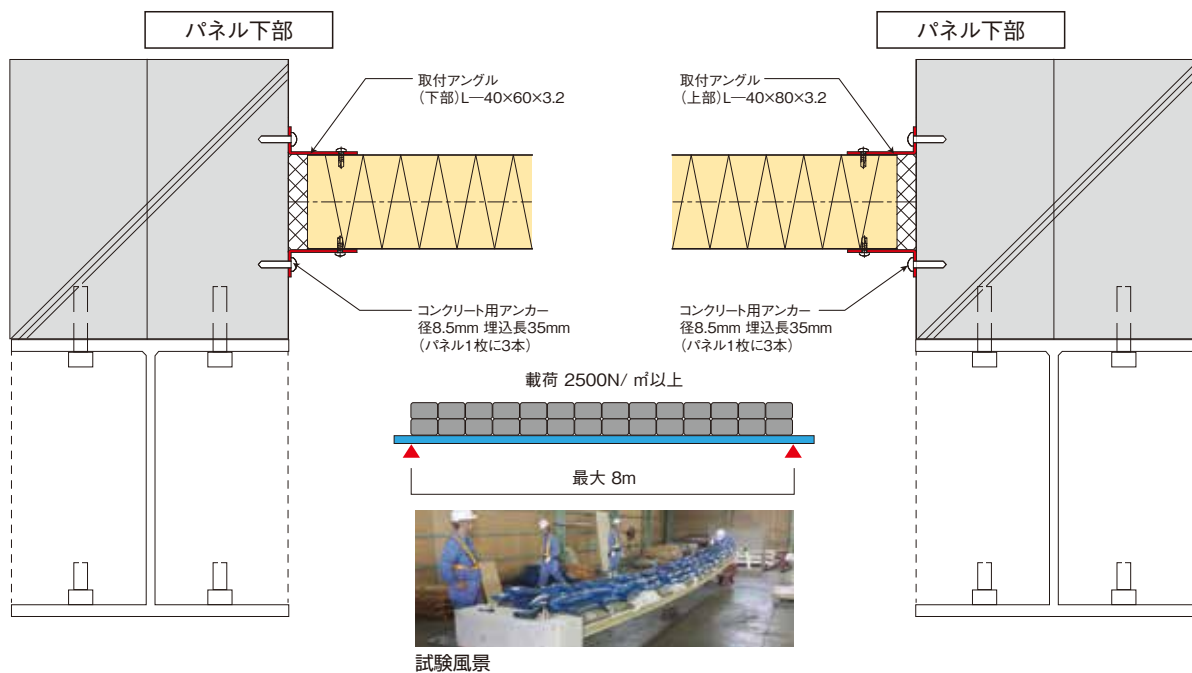 パネル下部
パネル下部
取付アングル
(下部)L—40×60×3.2
取付アングル
(上部)L—40×80×3.2
コンクリート用アンカー
径8.5mm 埋込長35mm
(パネル1枚に3本)
コンクリート用アンカー
径8.5mm 埋込長35mm
(パネル1枚に3本)
載荷 2500N/ ㎡以上
最大 8m
試験風景